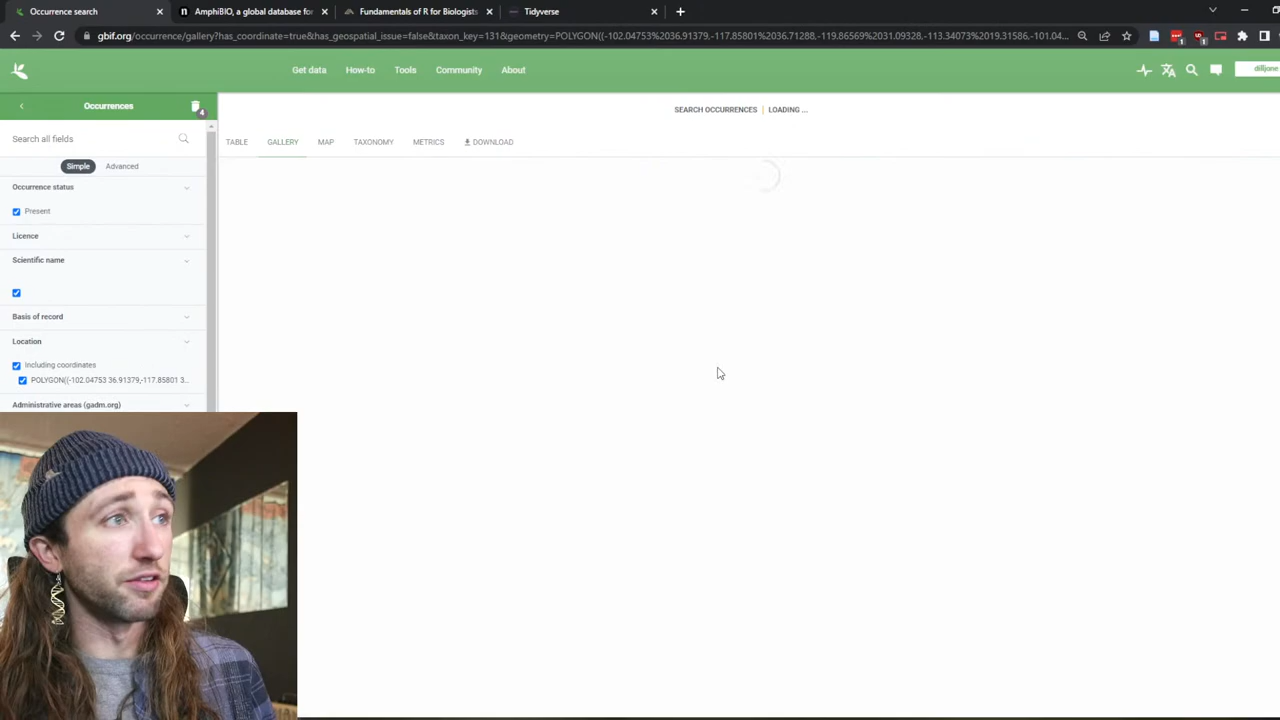 Occurrence search
AmphiBIO, a global database for
Fundamentals of R for Biologists
Tidyverse
gbif.org/occurrence/gallery?has_coordinate=true&has_geospatial_issue=false&taxon_key=131&geometry=POLYGON((-102.04753%2036.91379,-117.85801%2036.71288,-119.86569%2031.09328,-113.34073%2019.31586,-101.04...
Get data How-to Tools Community About
dilljone
Occurrences
4
SEARCH OCCURRENCES | LOADING ...
Search all fields
TABLE GALLERY MAP TAXONOMY METRICS DOWNLOAD
Simple Advanced
Occurrence status
Present
Licence
Scientific name
Basis of record
Location
Including coordinates
POLYGON((-102.04753 36.91379,-117.85801 3...
Administrative areas (gadm.org)